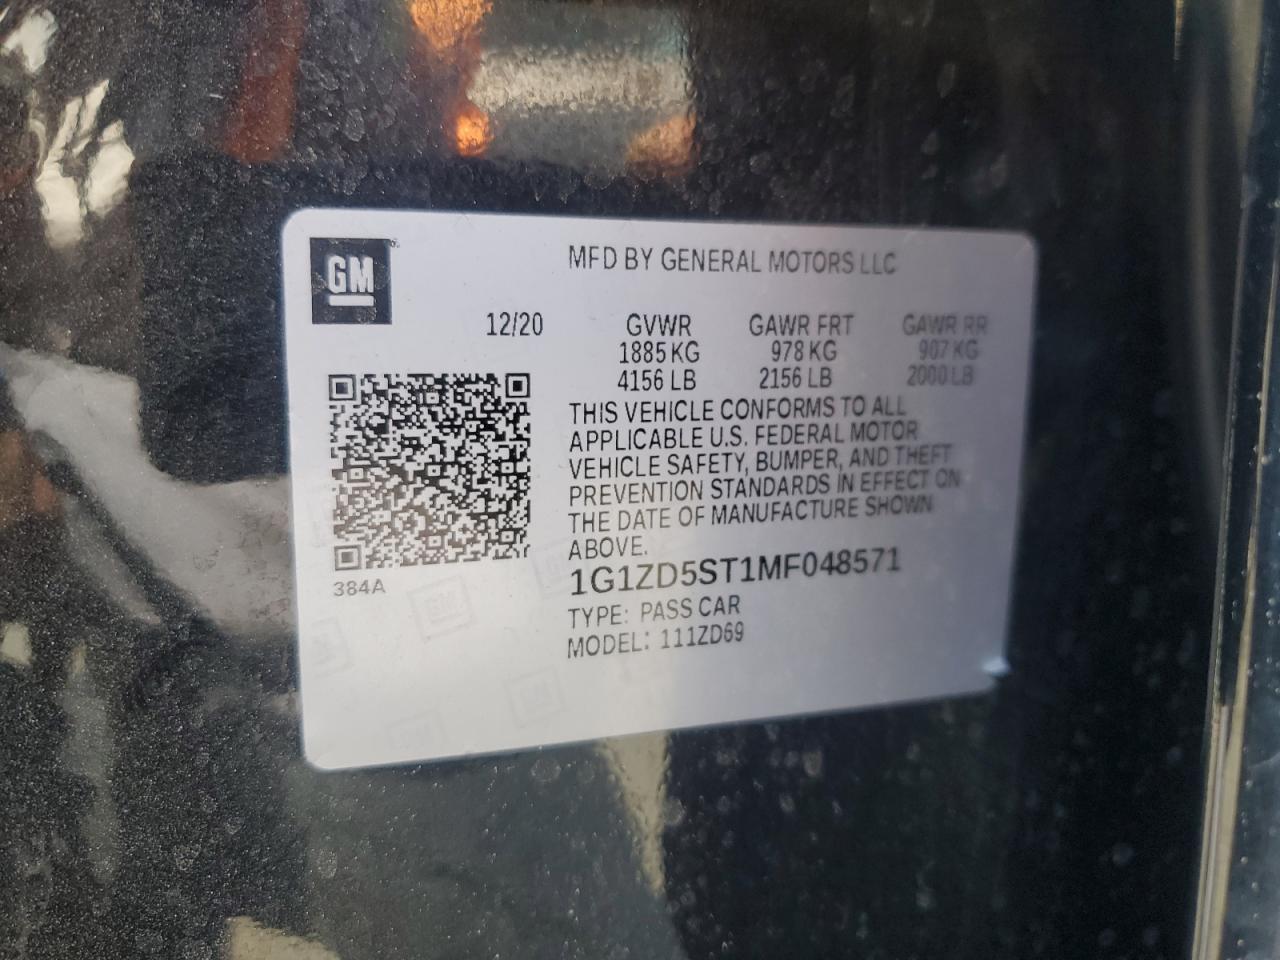 GM
MFD BY GENERAL MOTORS LLC
12/20 GVWR GAWR FRT GAWR RR
1885 KG 978 KG 907 KG
4156 LB 2156 LB 2000 LB
THIS VEHICLE CONFORMS TO ALL
APPLICABLE U.S. FEDERAL MOTOR
VEHICLE SAFETY, BUMPER, AND THEFT
PREVENTION STANDARDS IN EFFECT ON
THE DATE OF MANUFACTURE SHOWN
ABOVE.
384A
1G1ZD5ST1MF048571
TYPE: PASS CAR
MODEL: 111ZD69
GM
GM